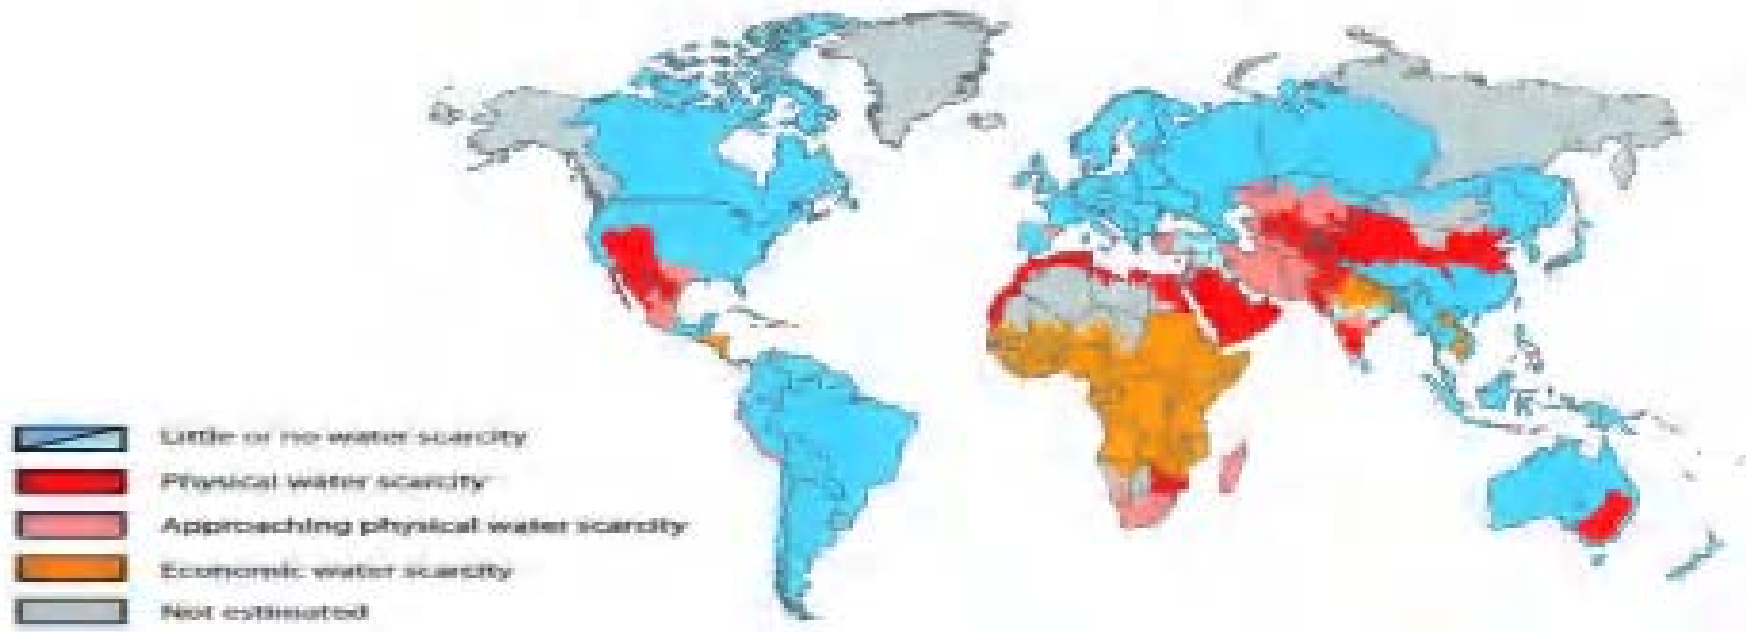 Little or no water scarcity
Physical water scarcity
Approaching physical water scarcity
Economic water scarcity
Not estimated